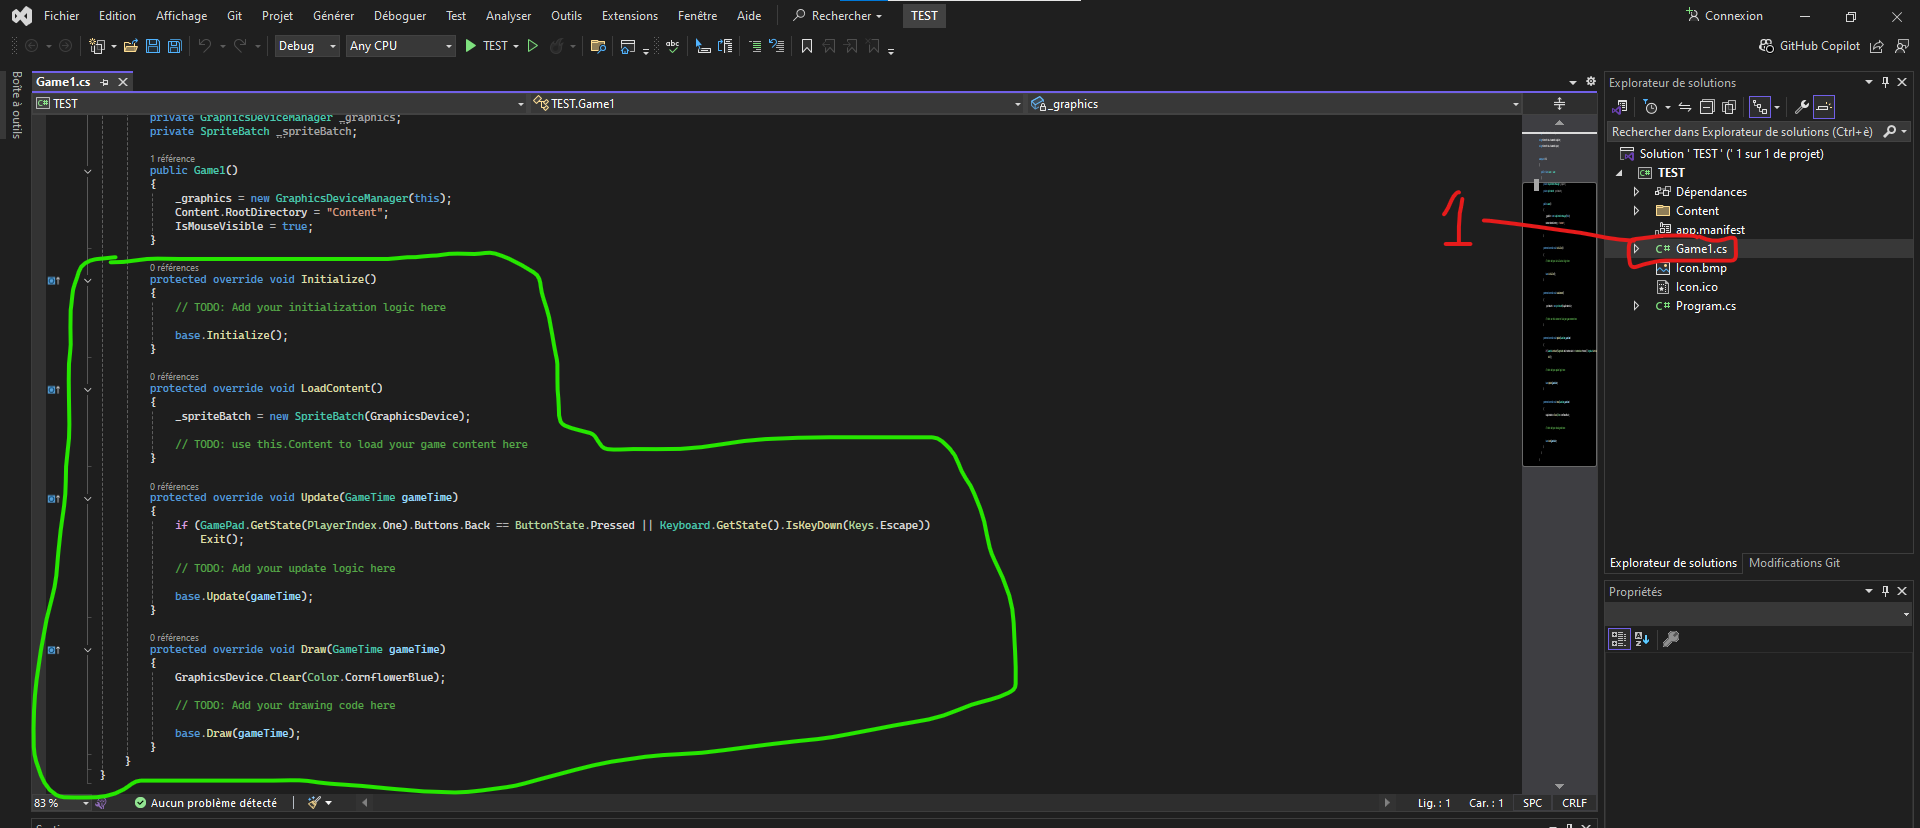 Fichier Edition Affichage Git Projet Générer Déboguer Test Analyser Outils Extensions Fenêtre Aide Rechercher TEST Connexion
Debug Any CPU TEST GitHub Copilot
Boîte à outils
Game1.cs
TEST TEST.Game1 _graphics
private GraphicsDeviceManager _graphics;
private SpriteBatch _spriteBatch;
1 référence
public Game1()
{
_graphics = new GraphicsDeviceManager(this);
Content.RootDirectory = "Content";
IsMouseVisible = true;
}
0 références
protected override void Initialize()
{
// TODO: Add your initialization logic here
base.Initialize();
}
0 références
protected override void LoadContent()
{
_spriteBatch = new SpriteBatch(GraphicsDevice);
// TODO: use this.Content to load your game content here
}
0 références
protected override void Update(GameTime gameTime)
{
if (GamePad.GetState(PlayerIndex.One).Buttons.Back == ButtonState.Pressed || Keyboard.GetState().IsKeyDown(Keys.Escape))
Exit();
// TODO: Add your update logic here
base.Update(gameTime);
}
0 références
protected override void Draw(GameTime gameTime)
{
GraphicsDevice.Clear(Color.CornflowerBlue);
// TODO: Add your drawing code here
base.Draw(gameTime);
}
}
}
83 % Aucun problème détecté Lig. : 1 Car. : 1 SPC CRLF
1
Explorateur de solutions
Rechercher dans Explorateur de solutions (Ctrl+è)
Solution ' TEST ' (' 1 sur 1 de projet)
TEST
Dépendances
Content
app.manifest
C# Game1.cs
Icon.bmp
Icon.ico
C# Program.cs
Explorateur de solutions Modifications Git
Propriétés